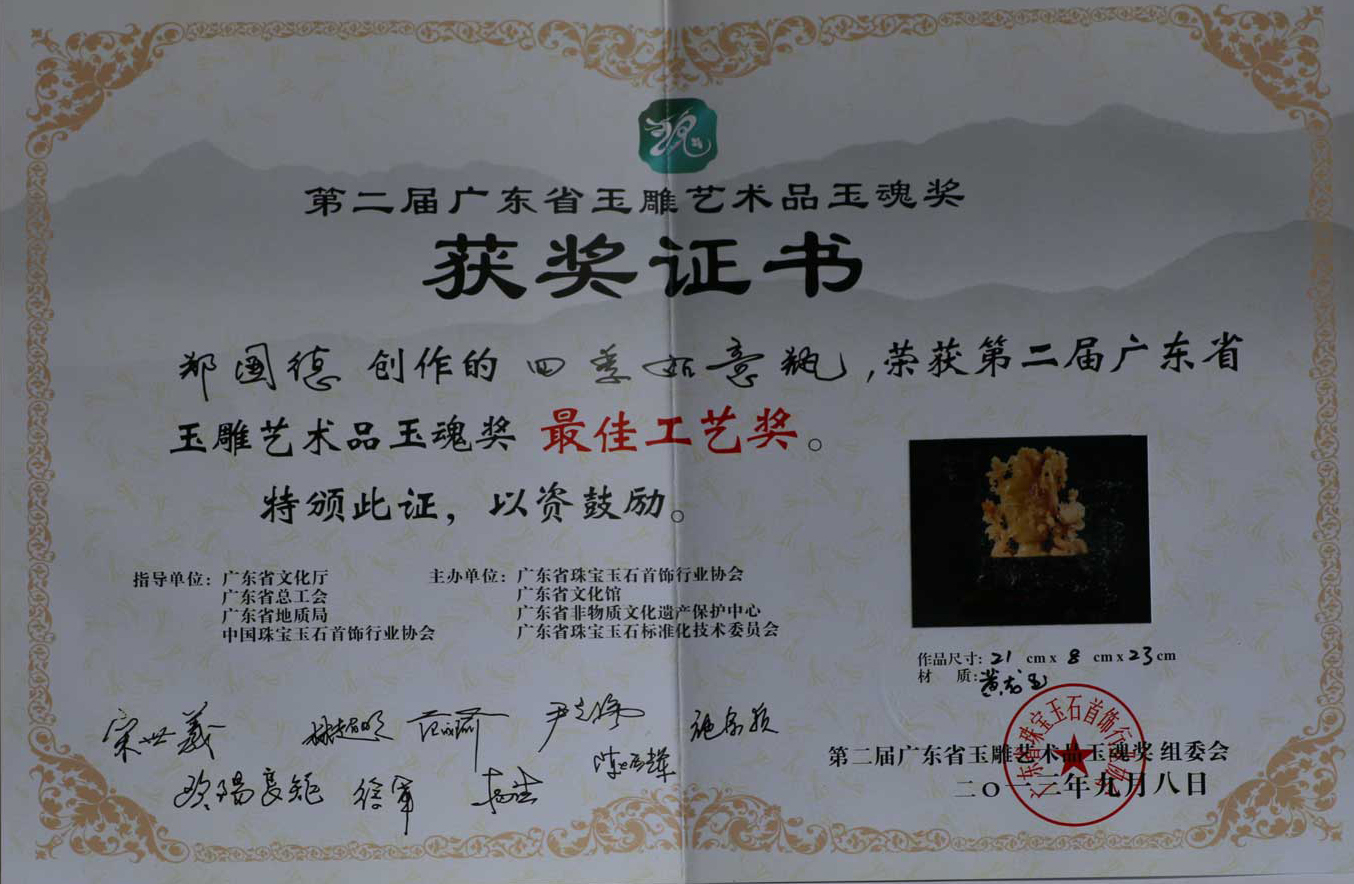 第二届广东省玉雕艺术品玉魂奖
获奖证书
郑国德 创作的 四季如意瓶,荣获第二届广东省
玉雕艺术品玉魂奖 最佳工艺奖。
特颁此证,以资鼓励。
指导单位:广东省文化厅
广东省总工会
广东省地质局
中国珠宝玉石首饰行业协会
主办单位:广东省珠宝玉石首饰行业协会
广东省文化馆
广东省非物质文化遗产保护中心
广东省珠宝玉石标准化技术委员会
作品尺寸:21 cm x 8 cm x 23 cm
材 质:黄龙玉
宋世义
第二届广东省玉雕艺术品玉魂奖 组委会
二〇一三年九月八日